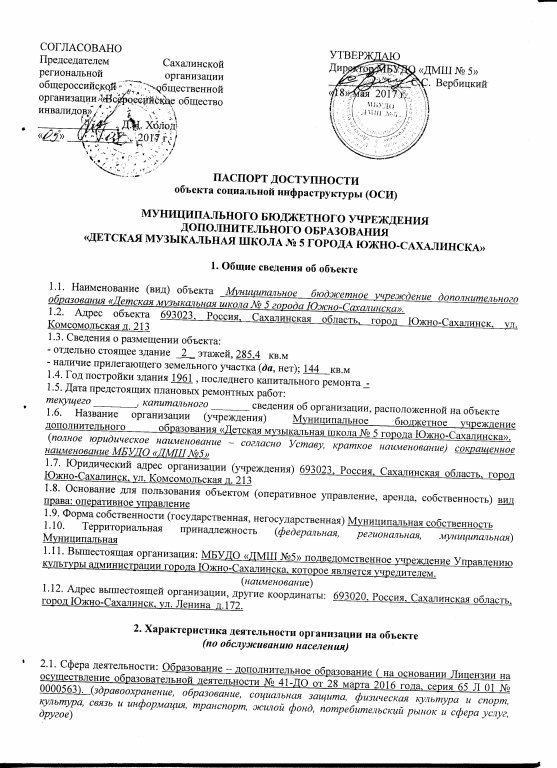 СОГЛАСОВАНО
Председателем Сахалинской
региональной организации
общероссийской общественной
организации «Всероссийское общество
инвалидов»
Д.Н. Холод
2017 г.
УТВЕРЖДАЮ
Директор МБУДО «ДМШ № 5»
С.С. Вербицкий
«18» мая 2017 г.
МБУДО
ДМШ №5
ПАСПОРТ ДОСТУПНОСТИ
объекта социальной инфраструктуры (ОСИ)
МУНИЦИПАЛЬНОГО БЮДЖЕТНОГО УЧРЕЖДЕНИЯ
ДОПОЛНИТЕЛЬНОГО ОБРАЗОВАНИЯ
«ДЕТСКАЯ МУЗЫКАЛЬНАЯ ШКОЛА № 5 ГОРОДА ЮЖНО-САХАЛИНСКА»
1. Общие сведения об объекте
1.1. Наименование (вид) объекта Муниципальное бюджетное учреждение дополнительного
образования «Детская музыкальная школа № 5 города Южно-Сахалинска».
1.2. Адрес объекта 693023, Россия, Сахалинская область, город Южно-Сахалинск, ул.
Комсомольская д. 213
1.3. Сведения о размещении объекта:
- отдельно стоящее здание _2_ этажей, 285,4 кв.м
- наличие прилегающего земельного участка (да, нет); 144 _кв.м
1.4. Год постройки здания 1961 , последнего капитального ремонта -
1.5. Дата предстоящих плановых ремонтных работ:
текущего ________, капитального ________ сведения об организации, расположенной на объекте
1.6. Название организации (учреждения) Муниципальное бюджетное учреждение
дополнительного образования «Детская музыкальная школа № 5 города Южно-Сахалинска».
(полное юридическое наименование – согласно Уставу, краткое наименование) сокращенное
наименование МБУДО «ДМШ №5»
1.7. Юридический адрес организации (учреждения) 693023, Россия, Сахалинская область, город
Южно-Сахалинск, ул. Комсомольская д. 213
1.8. Основание для пользования объектом (оперативное управление, аренда, собственность) вид
права: оперативное управление
1.9. Форма собственности (государственная, негосударственная) Муниципальная собственность
1.10. Территориальная принадлежность (федеральная, региональная, муниципальная)
Муниципальная
1.11. Вышестоящая организация: МБУДО «ДМШ №5» подведомственное учреждение Управлению
культуры администрации города Южно-Сахалинска, которое является учредителем.
(наименование)
1.12. Адрес вышестоящей организации, другие координаты: 693020, Россия, Сахалинская область,
город Южно-Сахалинск, ул. Ленина д.172.
2. Характеристика деятельности организации на объекте
(по обслуживанию населения)
2.1. Сфера деятельности: Образование – дополнительное образование ( на основании Лицензии на
осуществление образовательной деятельности № 41-ДО от 28 марта 2016 года, серия 65 Л 01 №
0000563). (здравоохранение, образование, социальная защита, физическая культура и спорт,
культура, связь и информация, транспорт, жилой фонд, потребительский рынок и сфера услуг,
другое)